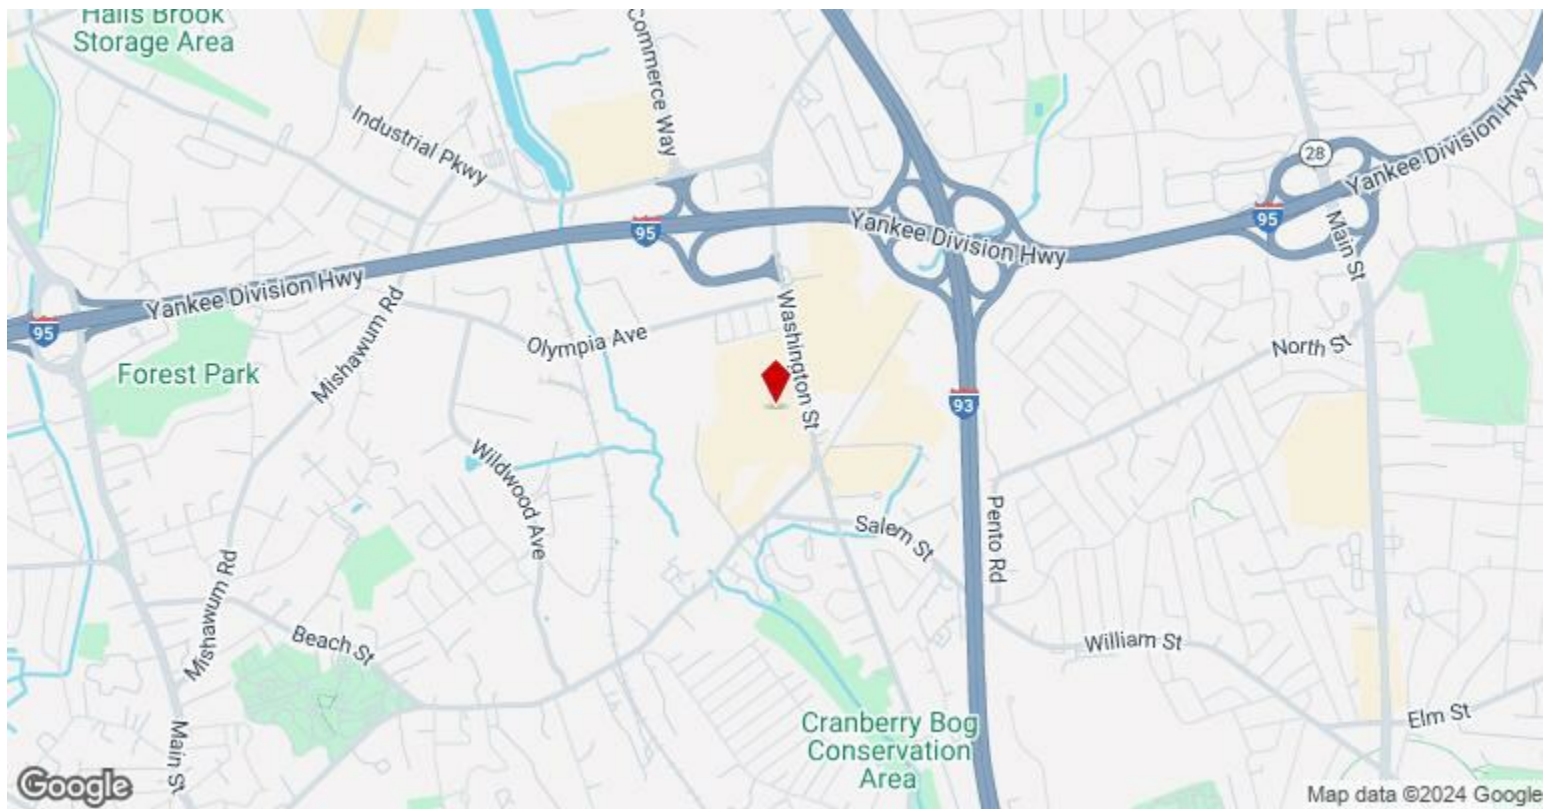 Halls Brook
Storage Area
Commerce Way
Industrial Pkwy
28
Yankee Division Hwy
95
Yankee Division Hwy
95
Main St
Yankee Division Hwy
95
Mishawum Rd
Olympia Ave
Washington St
North St
Forest Park
93
Wildwood Ave
Pento Rd
Salem St
Mishawum Rd
Beach St
William St
Main St
Cranberry Bog
Conservation
Area
Elm St
Google
Map data ©2024 Google